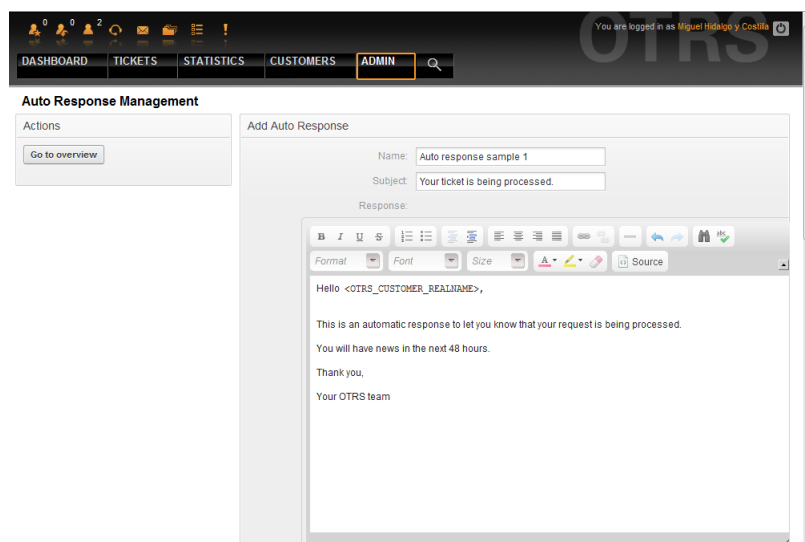 0 0 2
You are logged in as Miguel Hidalgo y Costilla
OTRS
DASHBOARD TICKETS STATISTICS CUSTOMERS ADMIN
Auto Response Management
Actions
Go to overview
Add Auto Response
Name: Auto response sample 1
Subject: Your ticket is being processed.
Response:
B I U S
Format Font Size A Source
Hello <OTRS_CUSTOMER_REALNAME>,
This is an automatic response to let you know that your request is being processed.
You will have news in the next 48 hours.
Thank you,
Your OTRS team